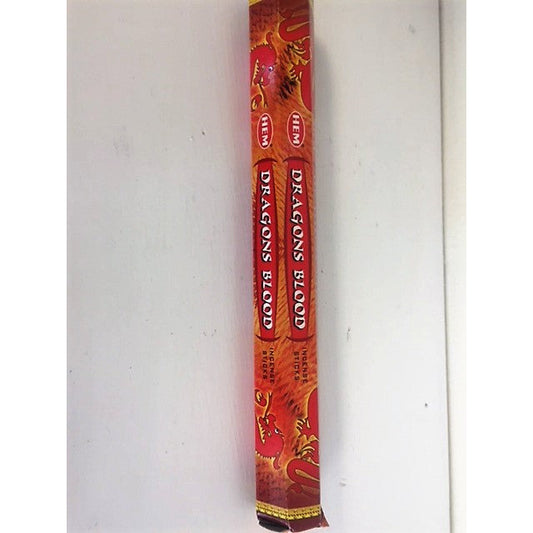 HEM
DRAGONS BLOOD
INCENSE
STICKS
HEM
DRAGONS BLOOD
INCENSE
STICKS